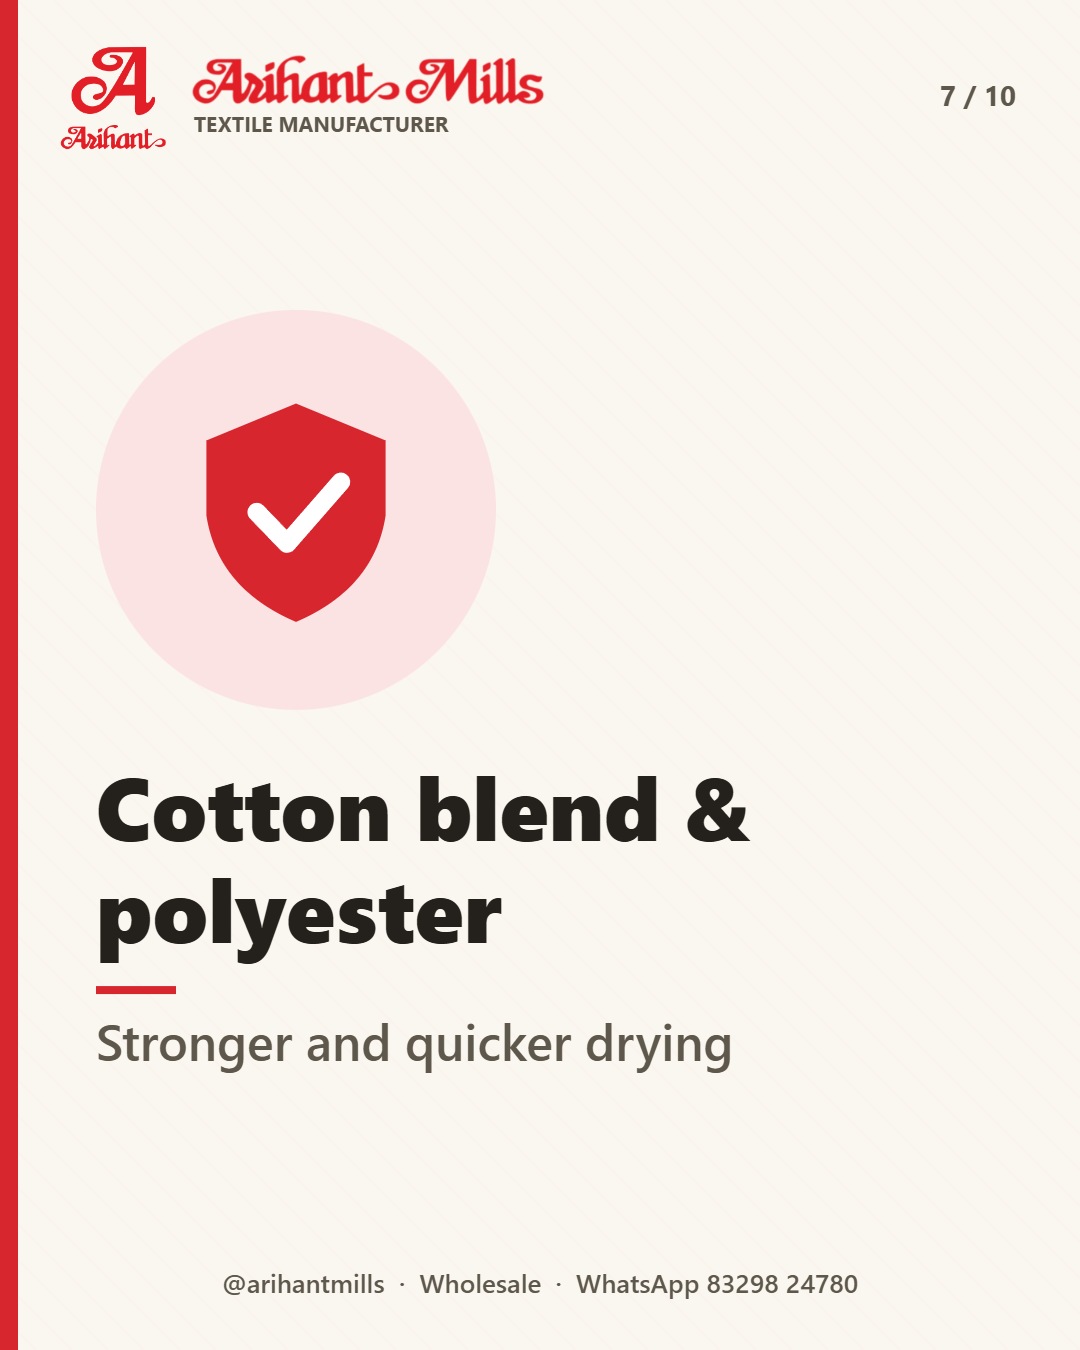 A
Arihant
Arihant Mills
TEXTILE MANUFACTURER
7 / 10
Cotton blend &
polyester
Stronger and quicker drying
@arihantmills · Wholesale · WhatsApp 83298 24780